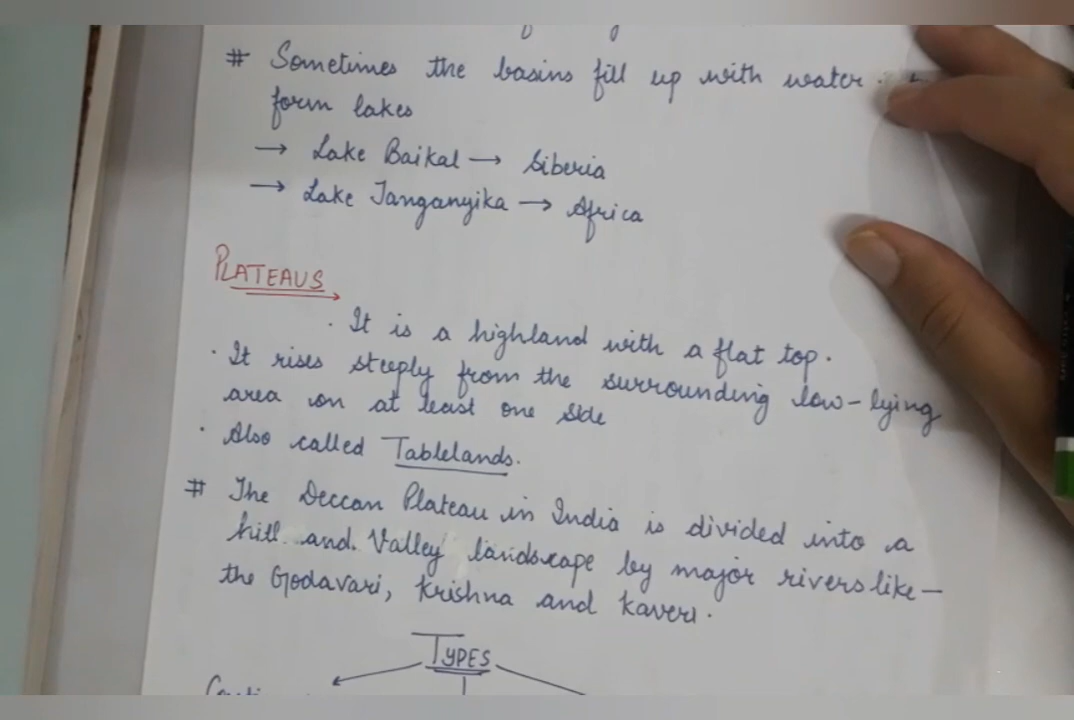 # Sometimes the basins fill up with water
form lakes
→ Lake Baikal → Siberia
→ Lake Tanganyika → Africa
PLATEAUS
· It is a highland with a flat top.
· It rises steeply from the surrounding low-lying
area on at least one side
· Also called Tablelands.
# The Deccan Plateau in India is divided into a
hill and Valley landscape by major rivers like—
the Godavari, Krishna and Kaveri.
TYPES